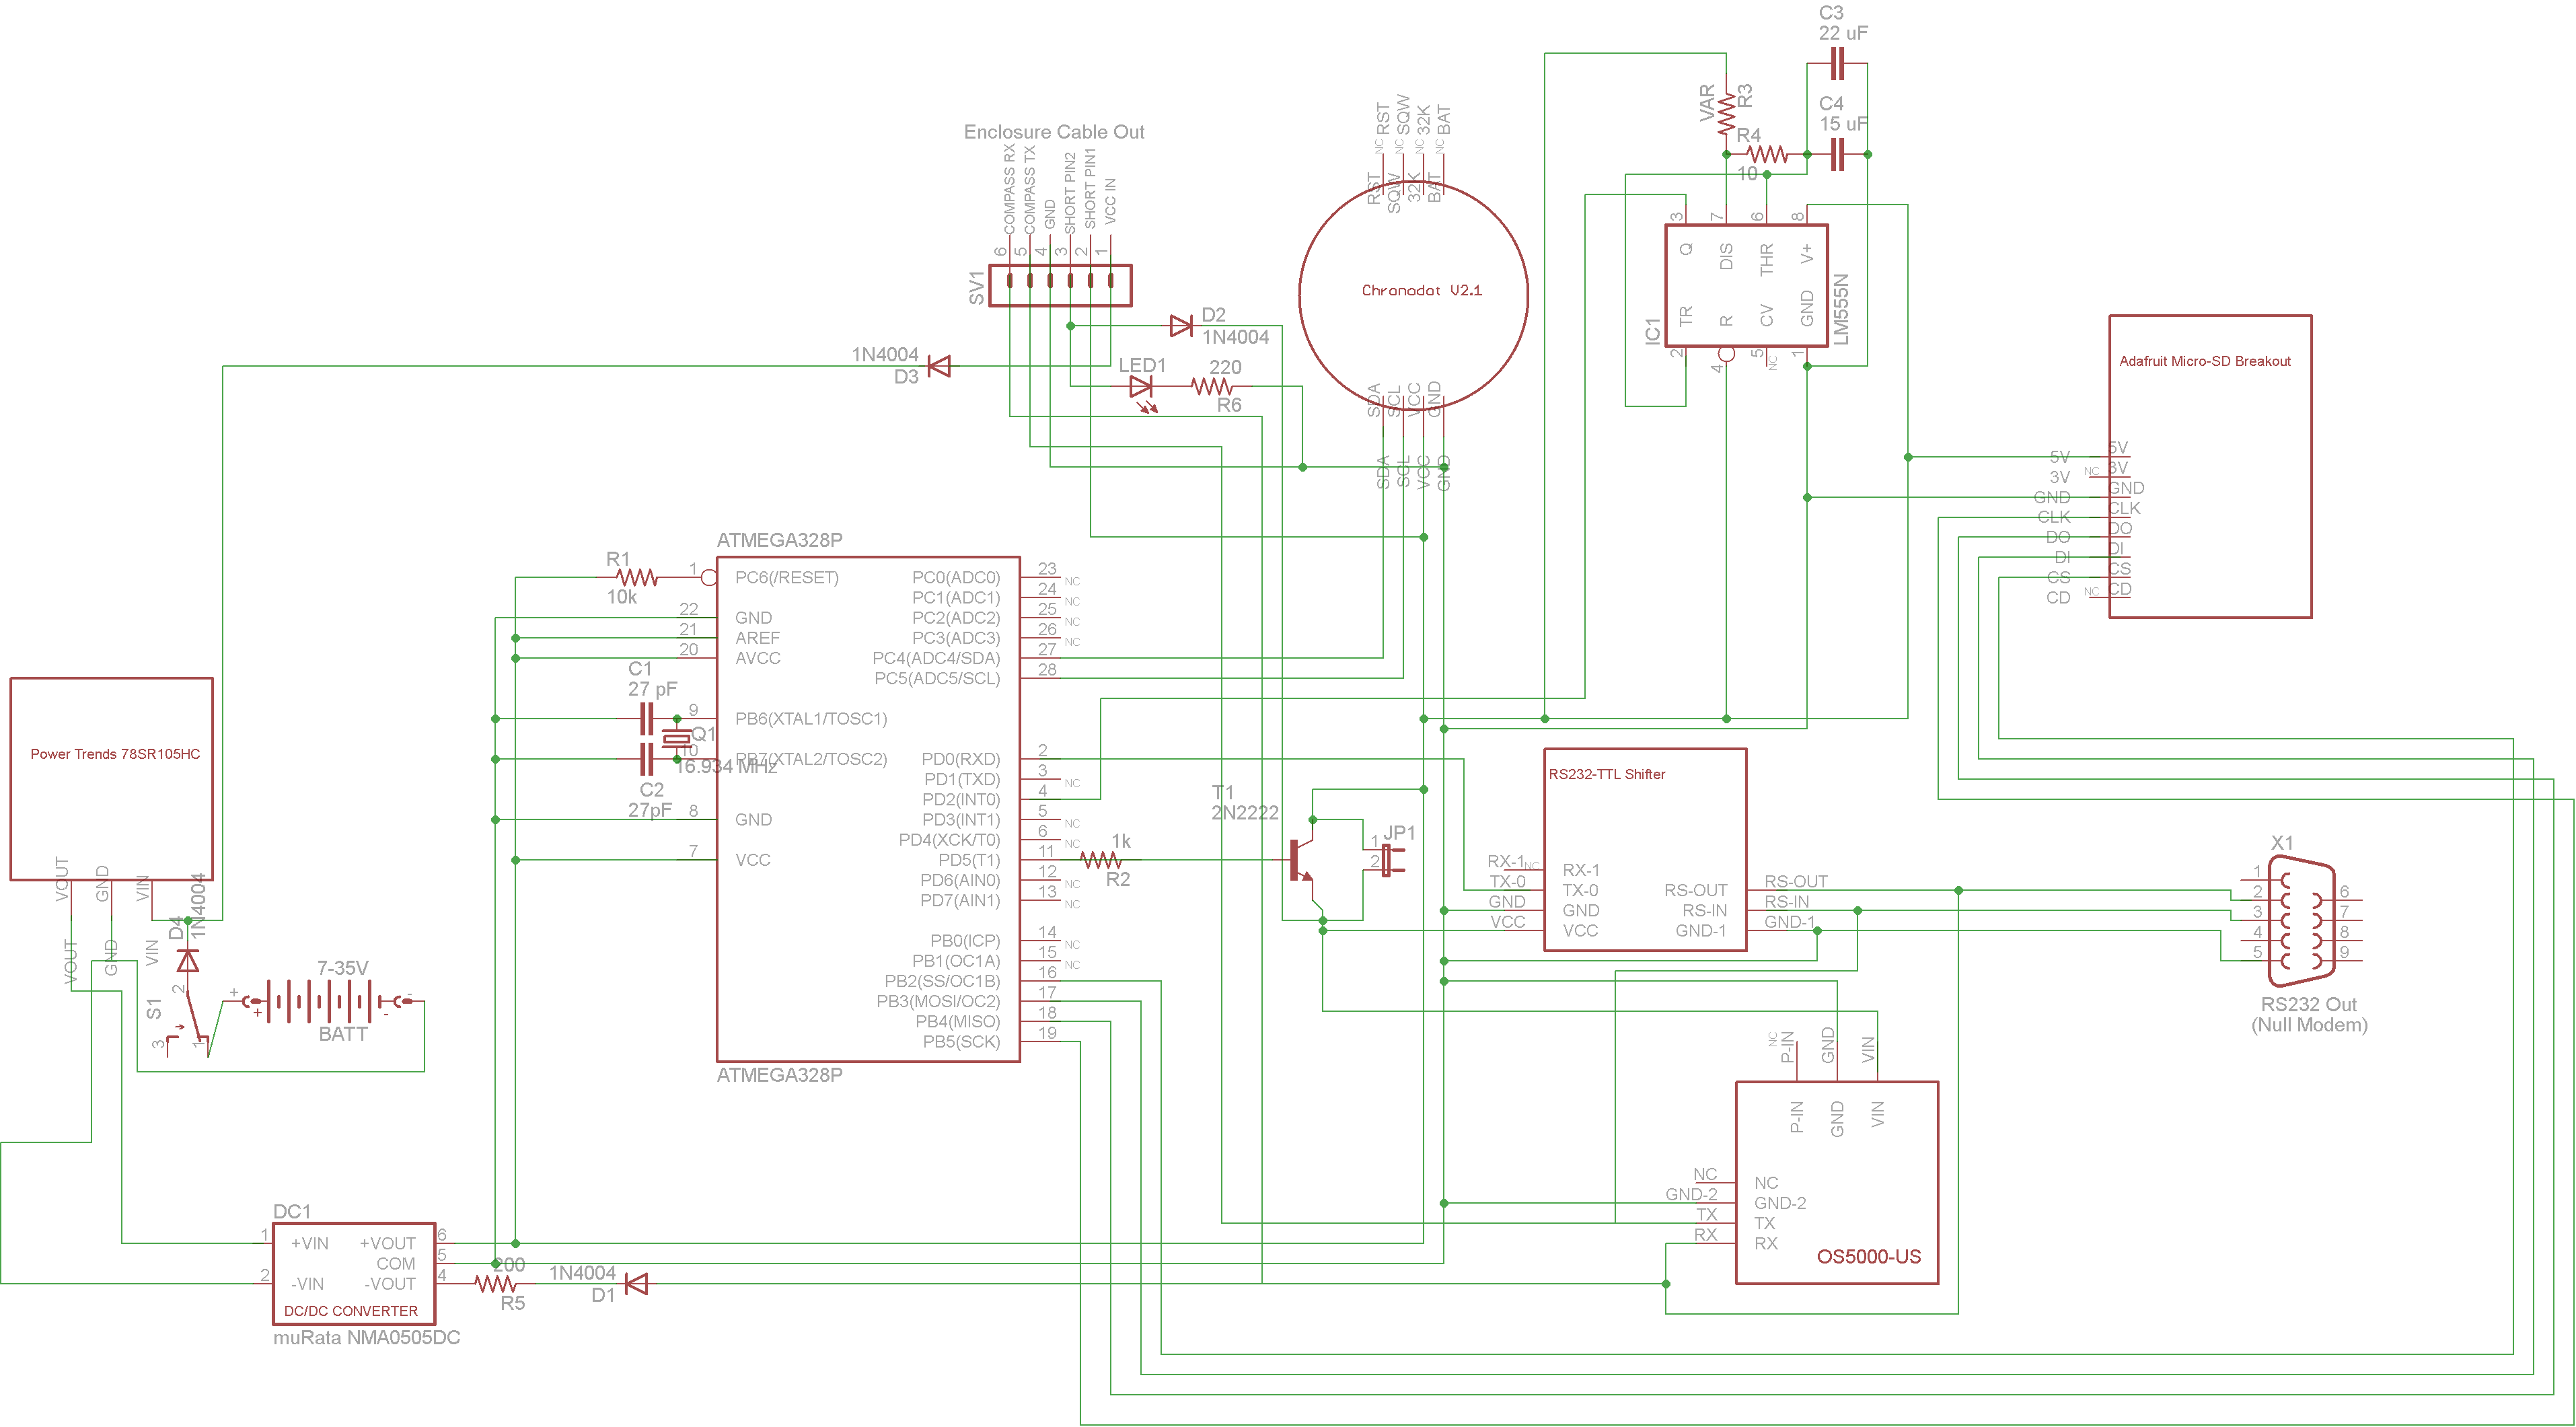 C3
22 uF
C4
15 uF
VAR
R3
R4
10
Enclosure Cable Out
COMPASS RX
COMPASS TX
GND
SHORT PIN2
SHORT PIN1
VCC IN
6
5
4
3
2
1
SV1
NC RST
NC SQW
NC 32K
NC BAT
RST
SQW
32K
BAT
Chronodot V2.1
SDA
SCL
VCC
GND
SDA
SCL
VCC
GND
3
7
6
8
Q
DIS
THR
V+
TR
R
CV
GND
IC1
LM555N
2
4
5
NC
1
D2
1N4004
1N4004
D3
LED1
220
R6
Adafruit Micro-SD Breakout
5V
3V
GND
CLK
DO
DI
CS
CD
NC
NC
5V
3V
GND
CLK
DO
DI
CS
CD
ATMEGA328P
R1
10k
1 PC6(/RESET)
22 GND
21 AREF
20 AVCC
C1
27 pF
9 PB6(XTAL1/TOSC1)
Q1
10 PB7(XTAL2/TOSC2)
16.934 MHz
C2
27pF
8 GND
7 VCC
PC0(ADC0) 23 NC
PC1(ADC1) 24 NC
PC2(ADC2) 25 NC
PC3(ADC3) 26 NC
PC4(ADC4/SDA) 27
PC5(ADC5/SCL) 28
PD0(RXD) 2
PD1(TXD) 3 NC
PD2(INT0) 4
PD3(INT1) 5 NC
PD4(XCK/T0) 6 NC
PD5(T1) 11
PD6(AIN0) 12 NC
PD7(AIN1) 13 NC
PB0(ICP) 14 NC
PB1(OC1A) 15 NC
PB2(SS/OC1B) 16
PB3(MOSI/OC2) 17
PB4(MISO) 18
PB5(SCK) 19
ATMEGA328P
1k
R2
T1
2N2222
JP1
1
2
Power Trends 78SR105HC
VOUT
GND
VIN
VOUT
GND
VIN
D4
1N4004
S1
2
3
1
7-35V
+
+
-
-
BATT
RS232-TTL Shifter
RX-1 NC
TX-0
GND
VCC
RX-1
TX-0
GND
VCC
RS-OUT
RS-IN
GND-1
RS-OUT
RS-IN
GND-1
X1
1
2
3
4
5
6
7
8
9
RS232 Out
(Null Modem)
NC
P-IN
GND
VIN
P-IN
GND
VIN
NC
GND-2
TX
RX
NC
GND-2
TX
RX
OS5000-US
DC1
1
2
+VIN
-VIN
+VOUT
COM
-VOUT
6
5
4
DC/DC CONVERTER
muRata NMA0505DC
200
R5
1N4004
D1